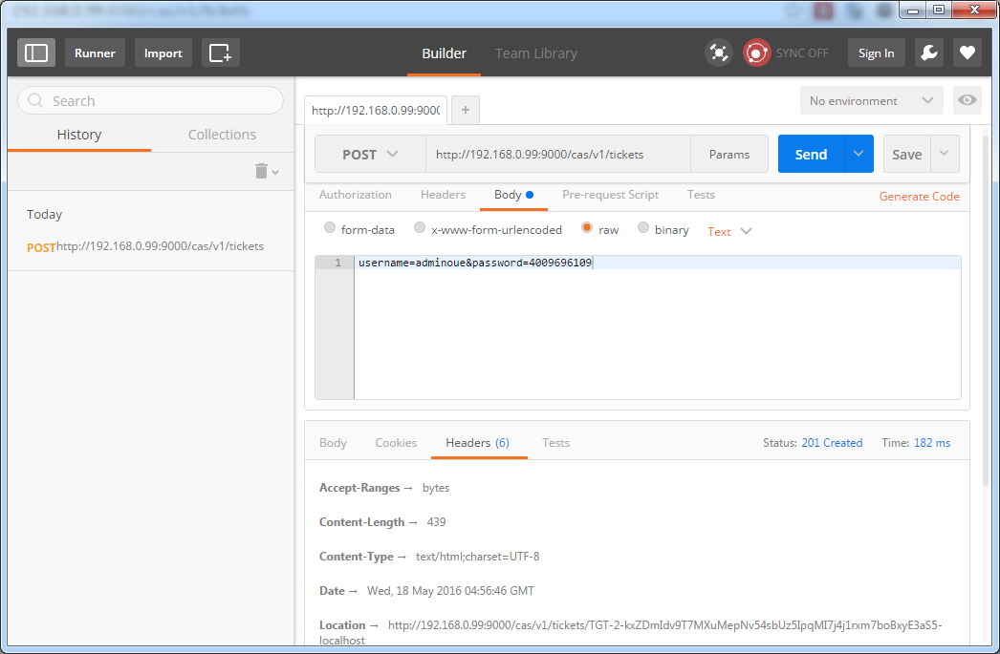 Runner
Import
Builder
Team Library
SYNC OFF
Sign In
Search
History
Collections
Today
POST http://192.168.0.99:9000/cas/v1/tickets
http://192.168.0.99:9000
+
No environment
POST
http://192.168.0.99:9000/cas/v1/tickets
Params
Send
Save
Authorization
Headers
Body
Pre-request Script
Tests
Generate Code
form-data
x-www-form-urlencoded
raw
binary
Text
1
username=adminoue&password=4009696109
Body
Cookies
Headers (6)
Tests
Status: 201 Created
Time: 182 ms
Accept-Ranges → bytes
Content-Length → 439
Content-Type → text/html;charset=UTF-8
Date → Wed, 18 May 2016 04:56:46 GMT
Location → http://192.168.0.99:9000/cas/v1/tickets/TGT-2-kxZDmIdv9T7MXuMepNv54sbUz5IpqMI7j4j1rxm7boBxyE3aS5-
localhost